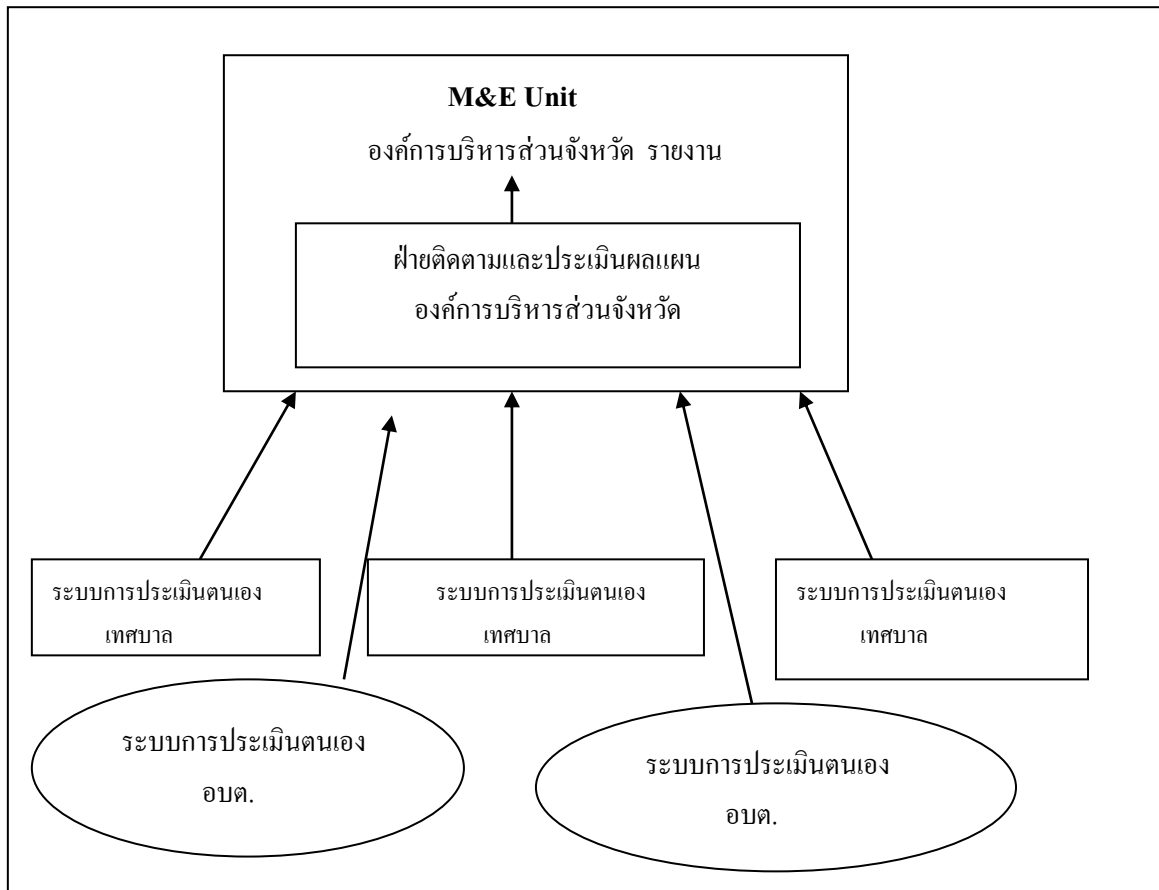 M&E Unit
องค์การบริหารส่วนจังหวัด รายงาน
ฝ่ายติดตามและประเมินผลแผน
องค์การบริหารส่วนจังหวัด
ระบบการประเมินตนเอง
เทศบาล
ระบบการประเมินตนเอง
เทศบาล
ระบบการประเมินตนเอง
เทศบาล
ระบบการประเมินตนเอง
อบต.
ระบบการประเมินตนเอง
อบต.